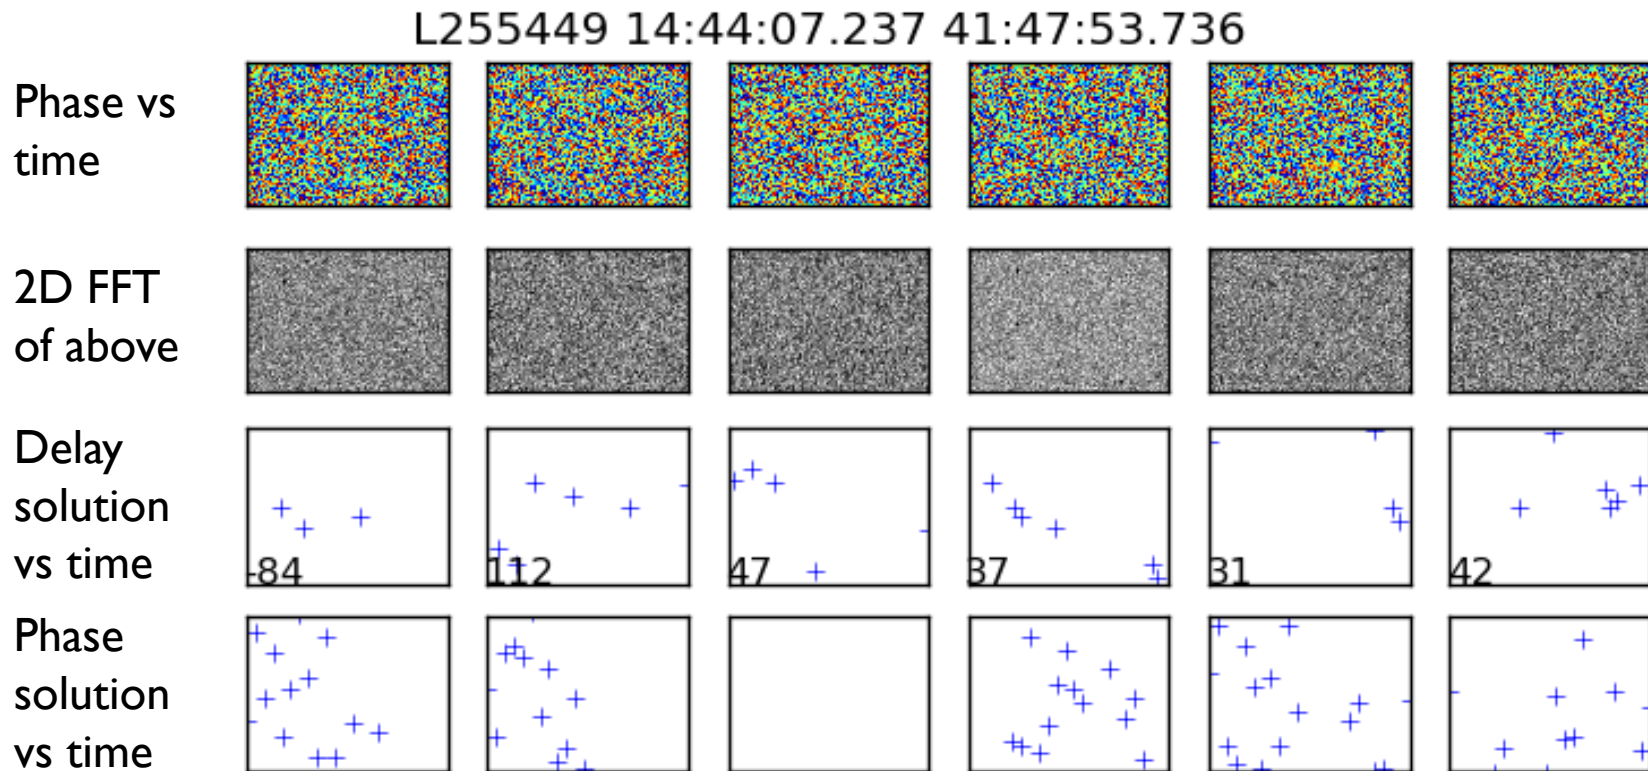 L255449 14:44:07.237 41:47:53.736
Phase vs
time
2D FFT
of above
Delay
solution
vs time
-84 112 47 37 31 42
Phase
solution
vs time